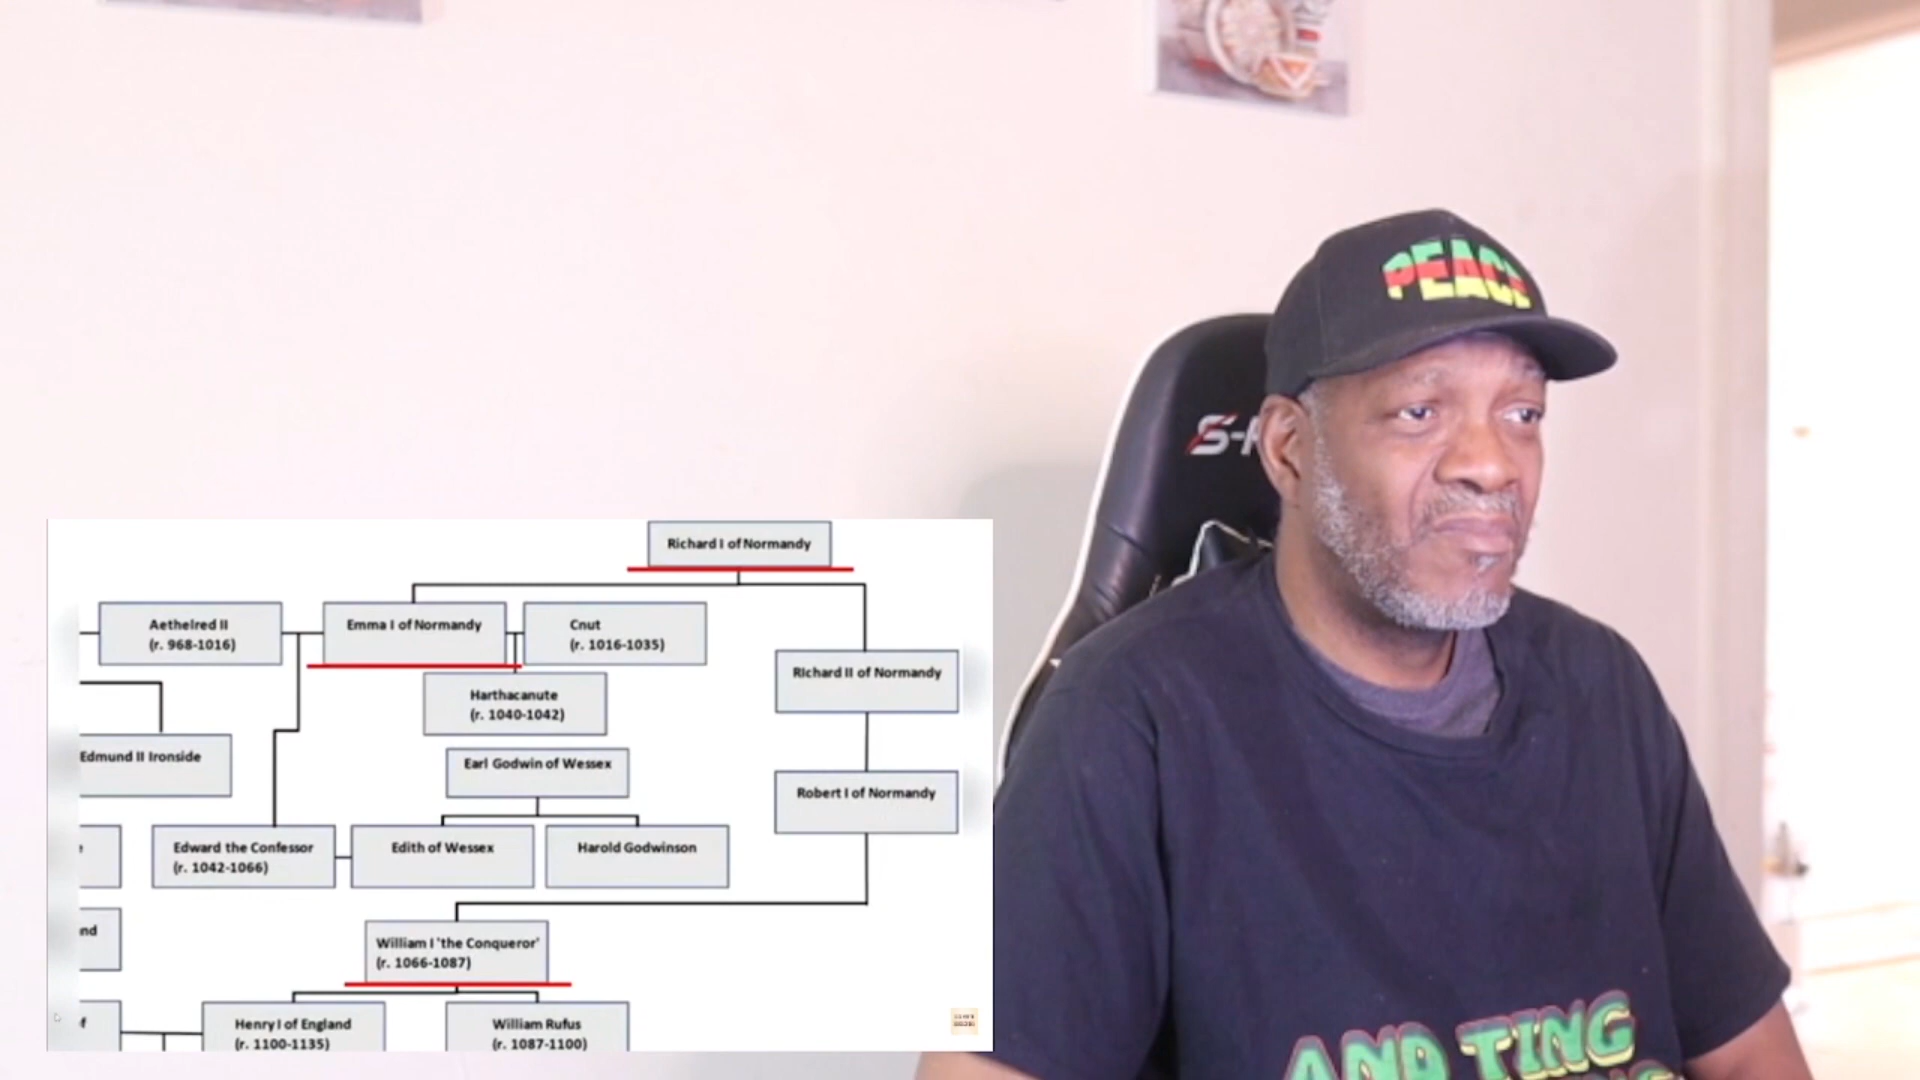 PEACE
S-R
Richard I of Normandy
Aethelred II
(r. 968-1016)
Emma I of Normandy
Cnut
(r. 1016-1035)
RIchard II of Normandy
Harthacanute
(r. 1040-1042)
Edmund II Ironside
Earl Godwin of Wessex
Robert I of Normandy
Edward the Confessor
(r. 1042-1066)
Edith of Wessex
Harold Godwinson
nd
William I 'the Conqueror'
(r. 1066-1087)
of
Henry I of England
(r. 1100-1135)
William Rufus
(r. 1087-1100)
AND TING